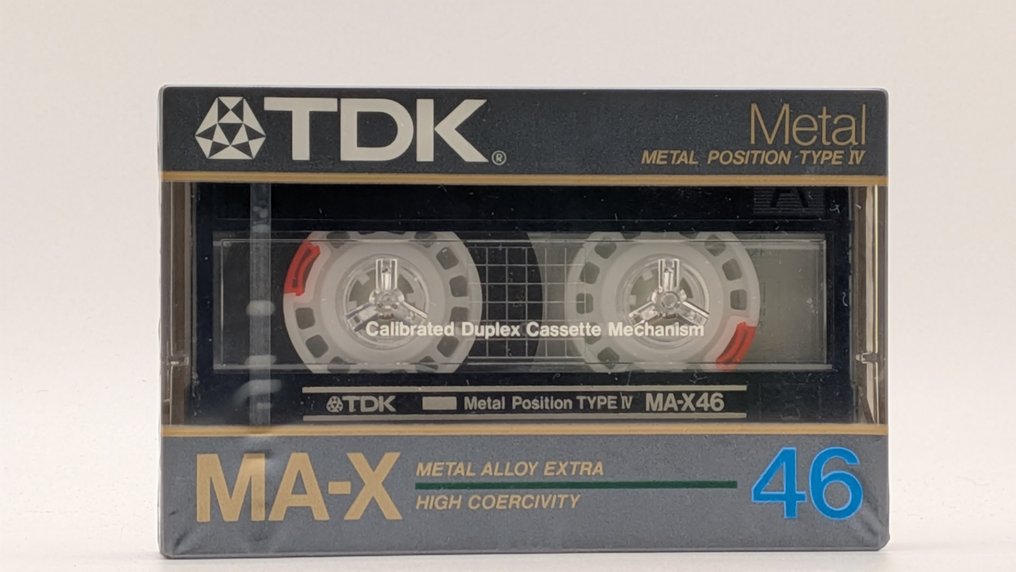 TDK®
Metal
METAL POSITION·TYPE IV
A
Calibrated Duplex Cassette Mechanism
TDK Metal Position TYPE IV MA-X46
MA-X
METAL ALLOY EXTRA
HIGH COERCIVITY
46